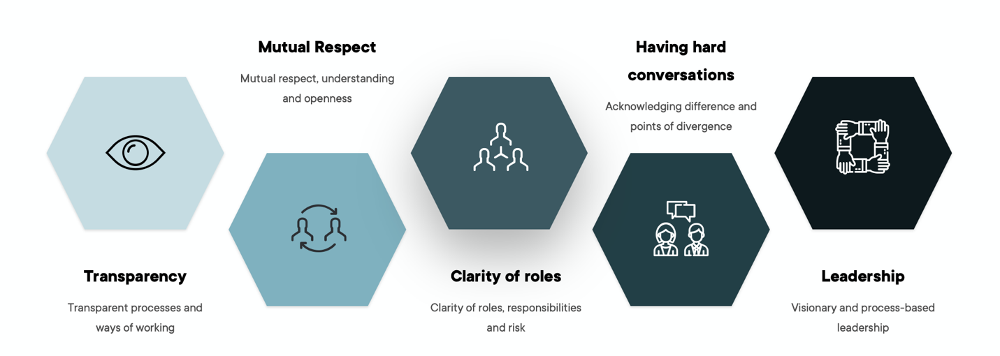 Transparency
Transparent processes and
ways of working
Mutual Respect
Mutual respect, understanding
and openness
Clarity of roles
Clarity of roles, responsibilities
and risk
Having hard
conversations
Acknowledging difference and
points of divergence
Leadership
Visionary and process-based
leadership